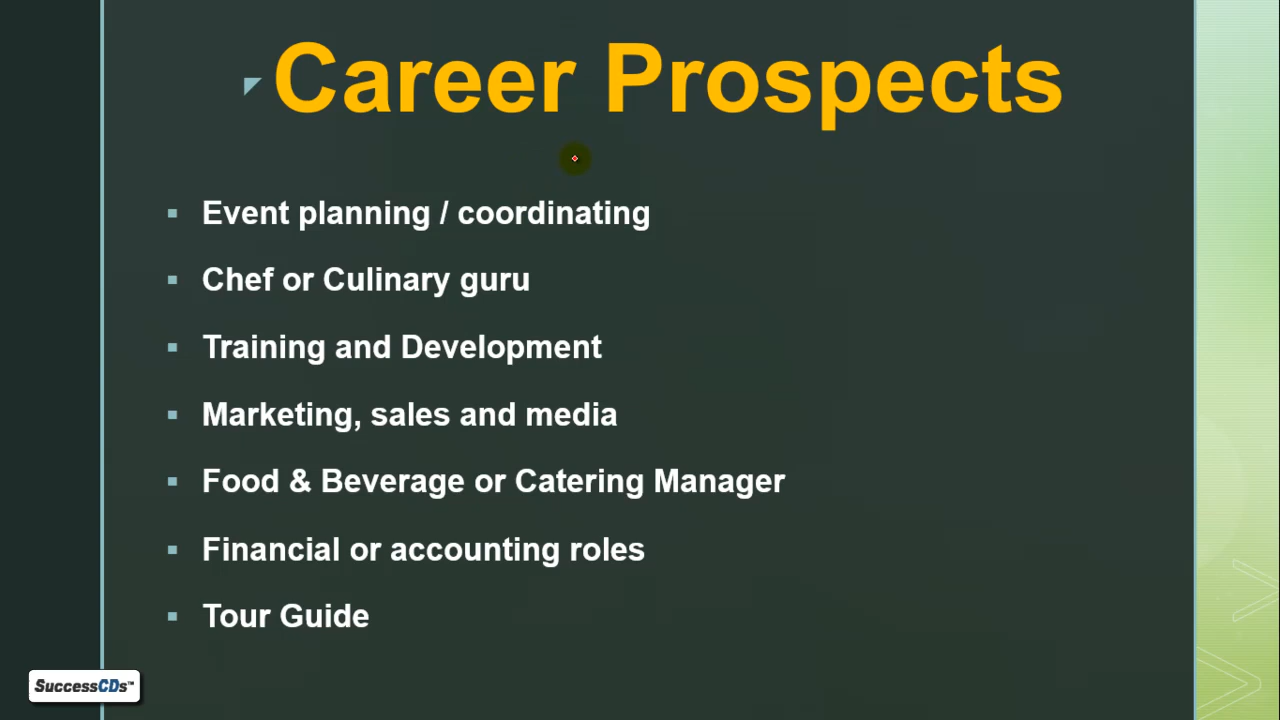 Career Prospects
Event planning / coordinating
Chef or Culinary guru
Training and Development
Marketing, sales and media
Food & Beverage or Catering Manager
Financial or accounting roles
Tour Guide
SuccessCDs™